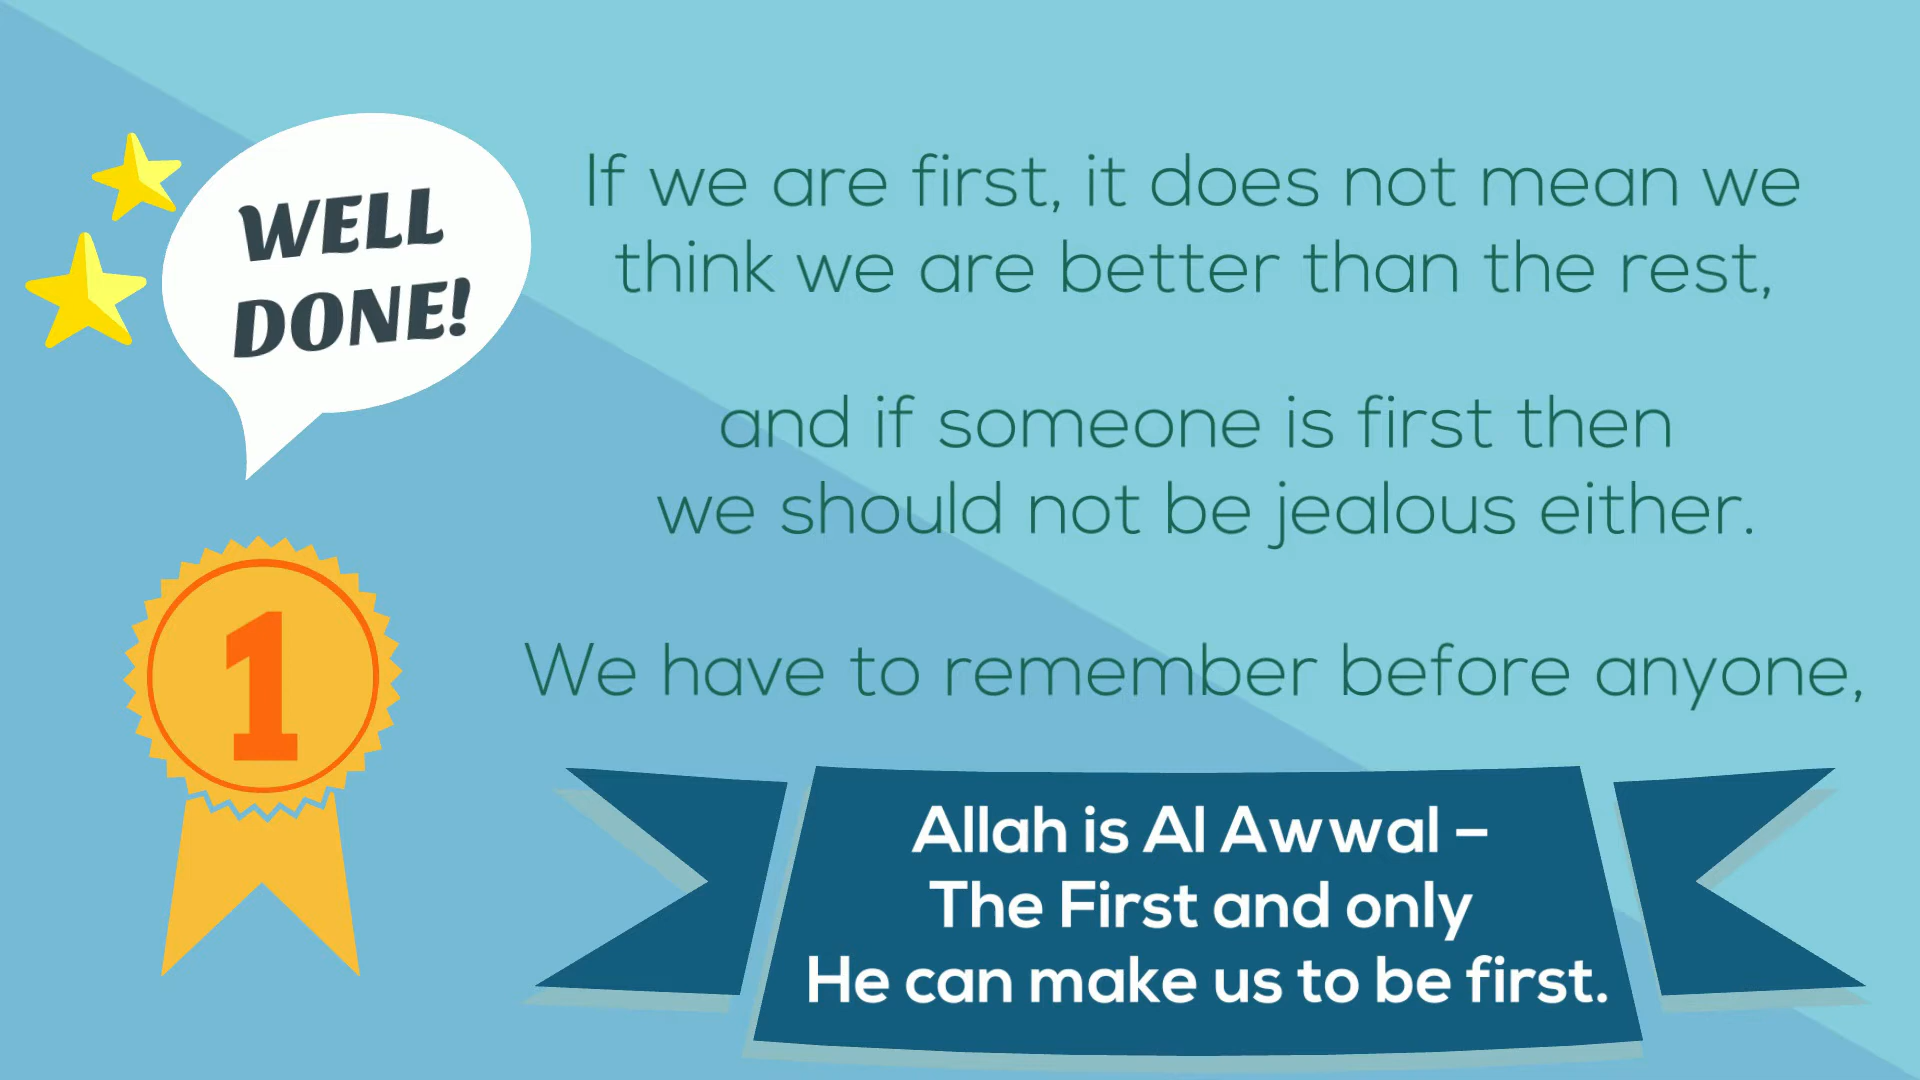 WELL
DONE!
If we are first, it does not mean we
think we are better than the rest,
and if someone is first then
we should not be jealous either.
1
We have to remember before anyone,
Allah is Al Awwal –
The First and only
He can make us to be first.